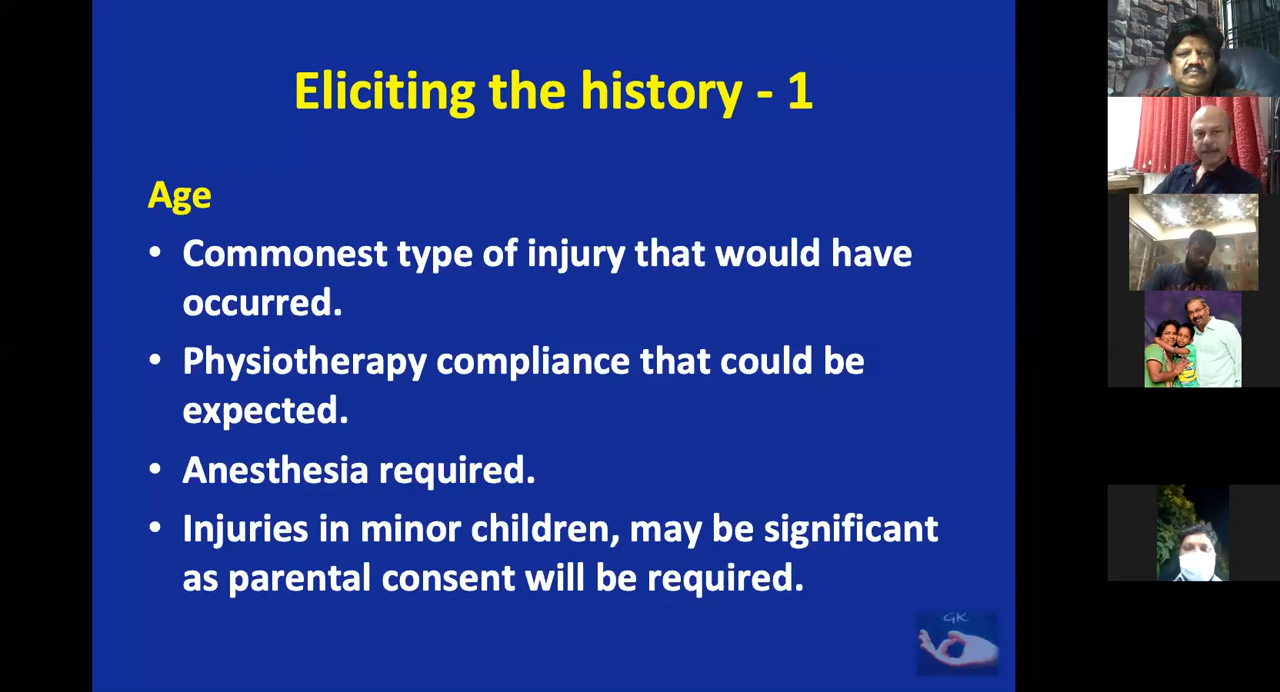 Eliciting the history - 1
Age
• Commonest type of injury that would have
occurred.
• Physiotherapy compliance that could be
expected.
• Anesthesia required.
• Injuries in minor children, may be significant
as parental consent will be required.
GK